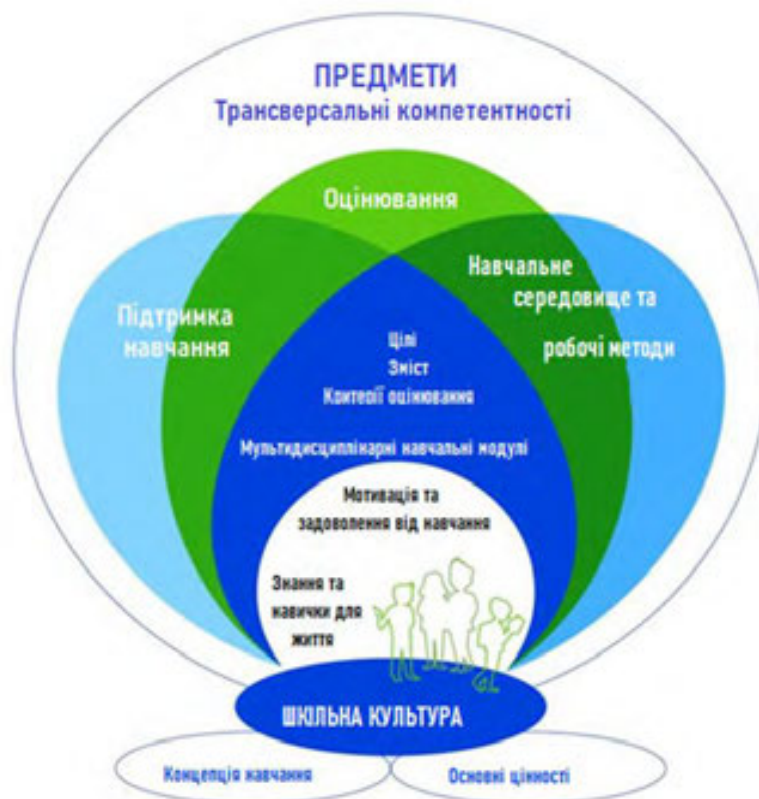 ПРЕДМЕТИ
Трансверсальні компетентності
Оцінювання
Підтримка
навчання
Навчальне
середовище та
робочі методи
Цілі
Зміст
Критерії оцінювання
Мультидисциплінарні навчальні модулі
Мотивація та
задоволення від навчання
Знання та
навички для
життя
ШКІЛЬНА КУЛЬТУРА
Концепція навчання
Основні цінності